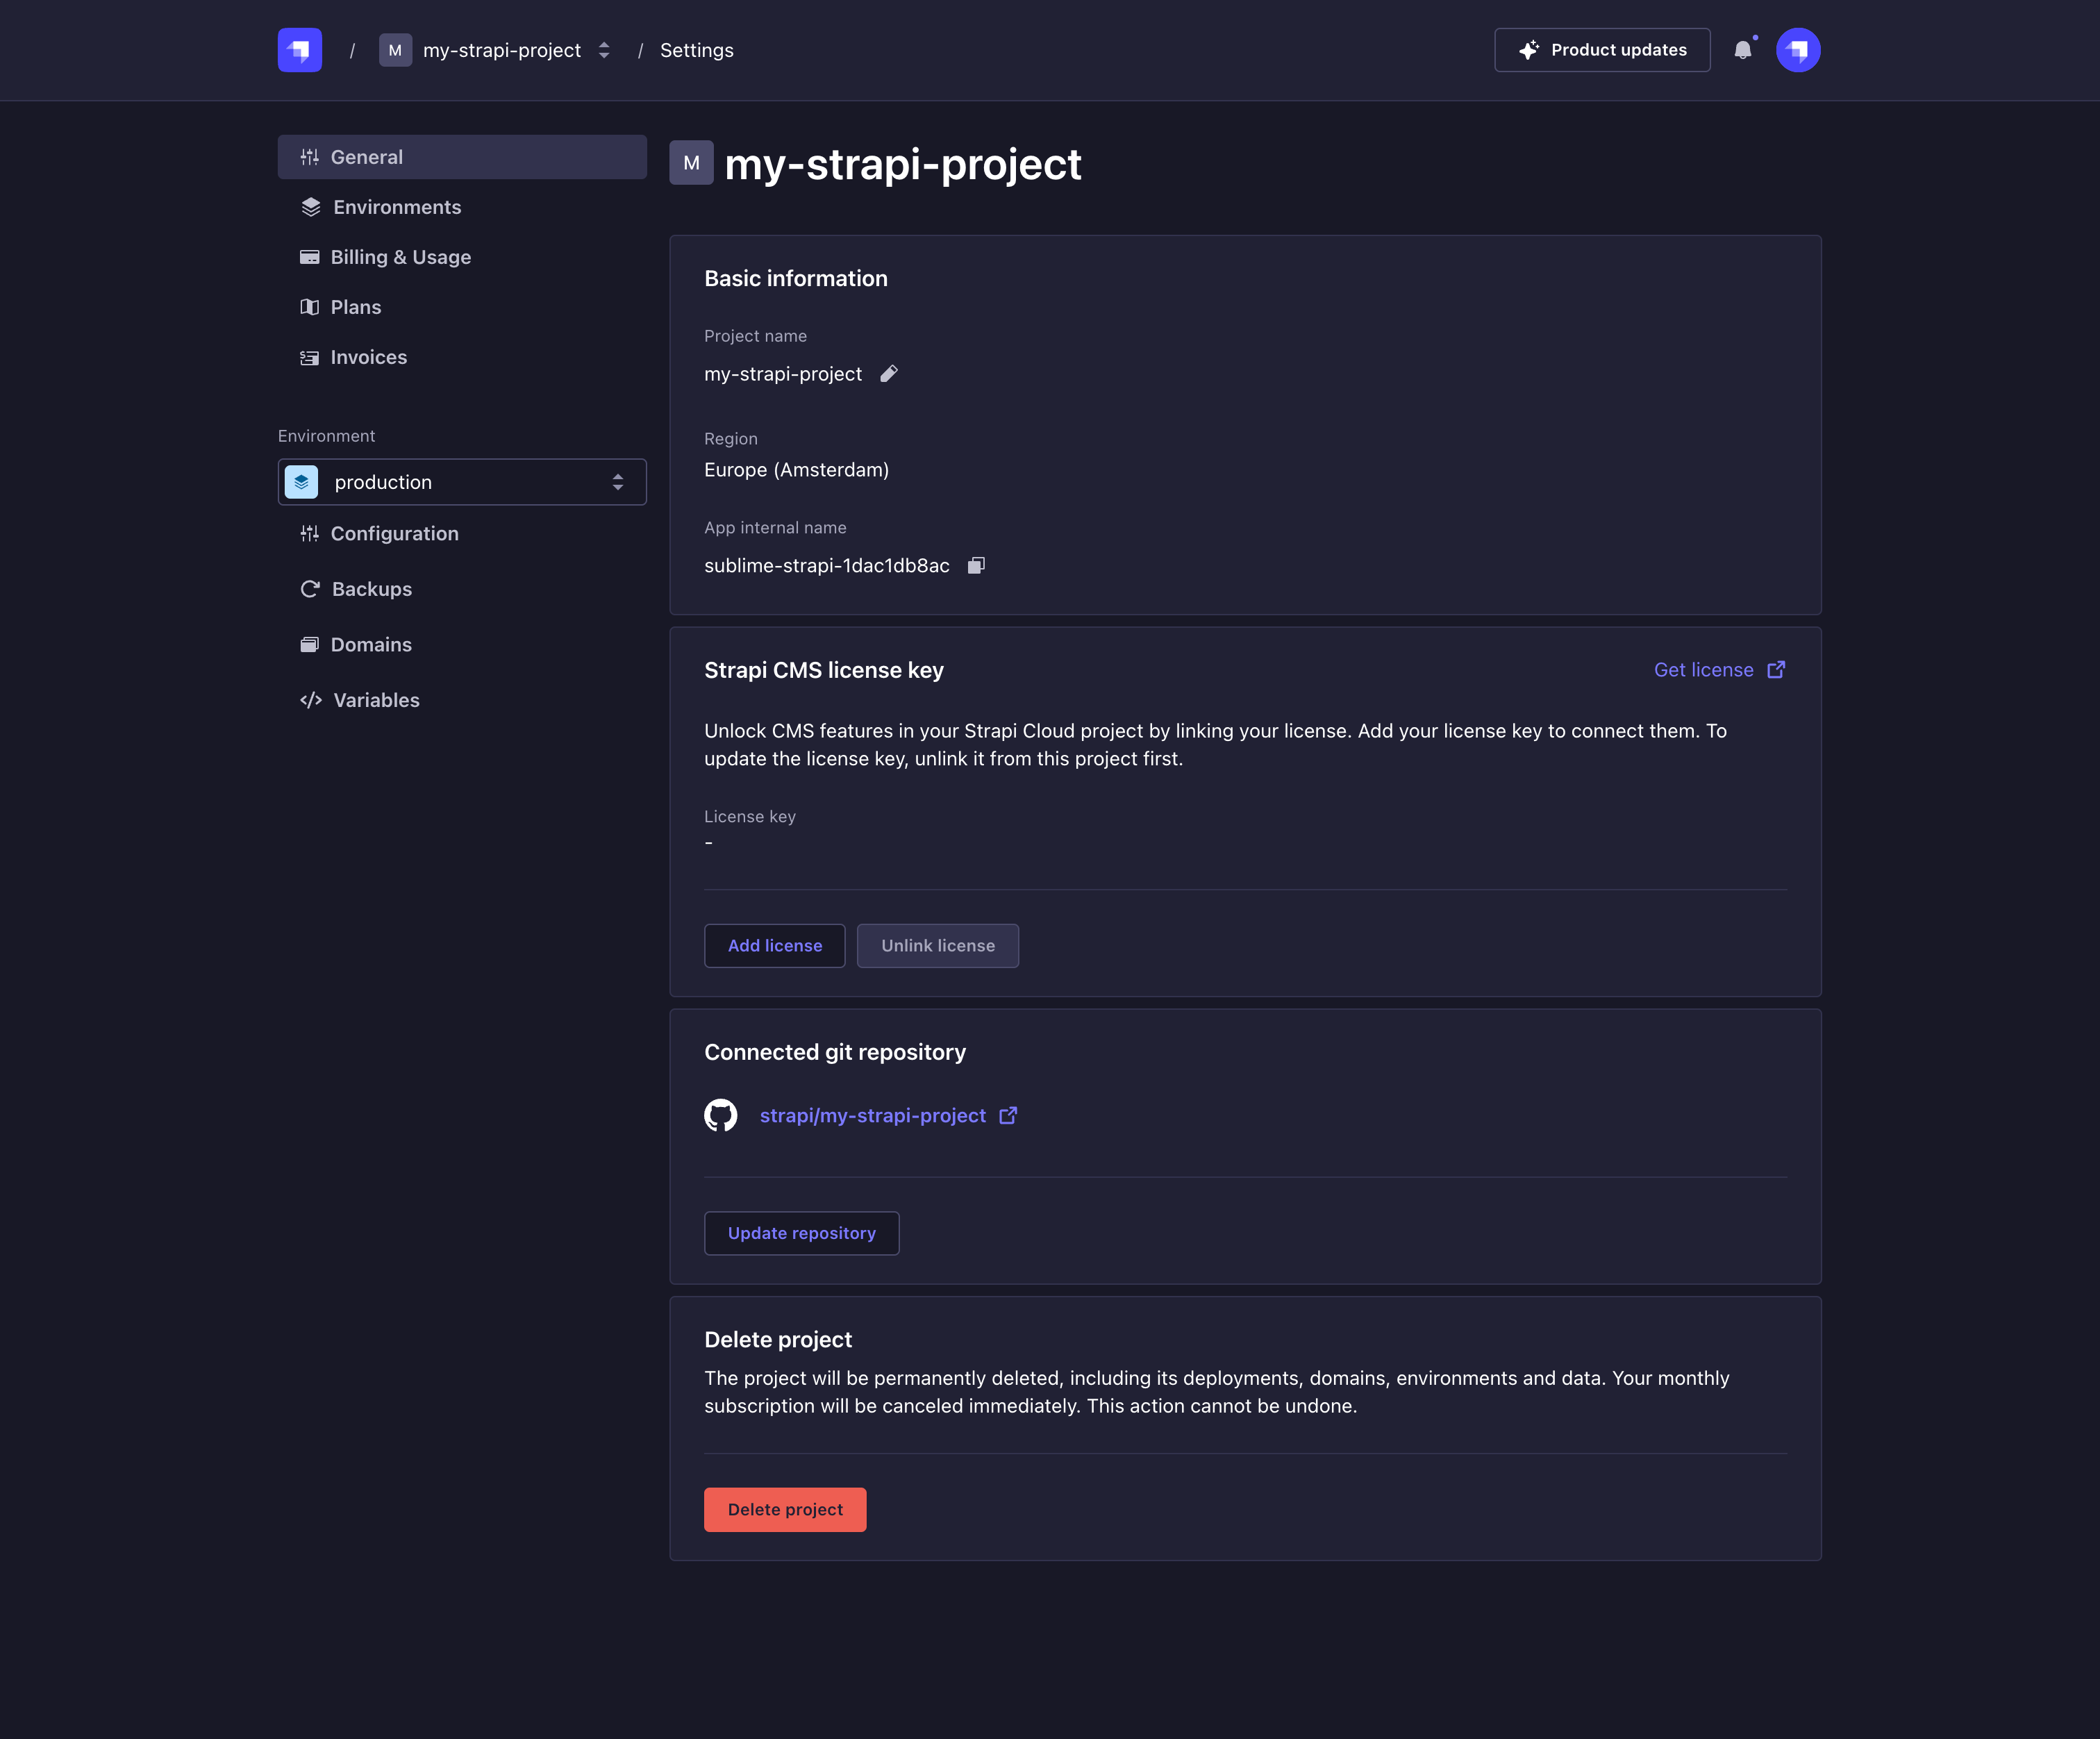 / M my-strapi-project / Settings
Product updates
General
Environments
Billing & Usage
Plans
Invoices
Environment
production
Configuration
Backups
Domains
Variables
M my-strapi-project
Basic information
Project name
my-strapi-project
Region
Europe (Amsterdam)
App internal name
sublime-strapi-1dac1db8ac
Strapi CMS license key
Get license
Unlock CMS features in your Strapi Cloud project by linking your license. Add your license key to connect them. To
update the license key, unlink it from this project first.
License key
-
Add license
Unlink license
Connected git repository
strapi/my-strapi-project
Update repository
Delete project
The project will be permanently deleted, including its deployments, domains, environments and data. Your monthly
subscription will be canceled immediately. This action cannot be undone.
Delete project